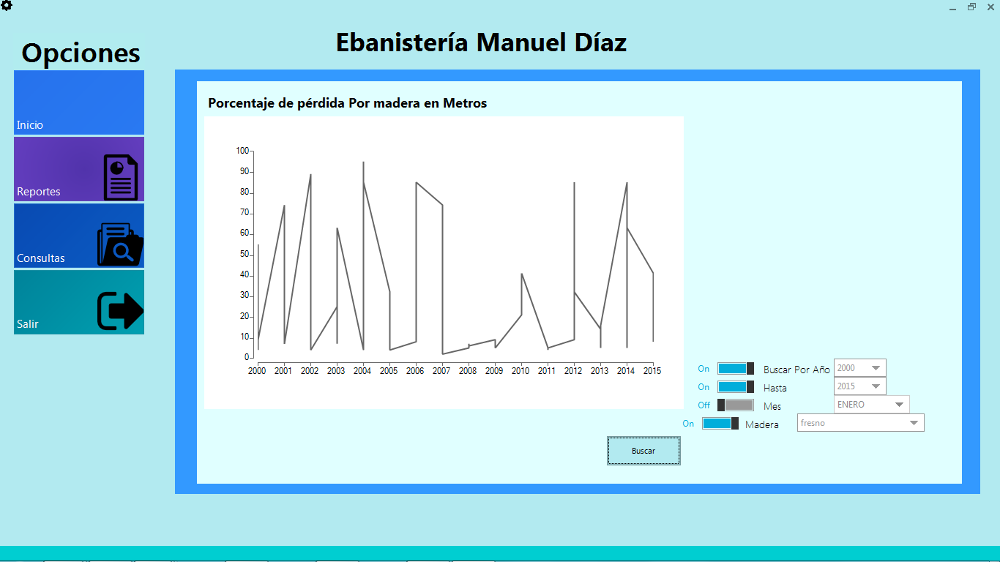 Ebanistería Manuel Díaz
Opciones
Inicio
Reportes
Consultas
Salir
Porcentaje de pérdida Por madera en Metros
100
90
80
70
60
50
40
30
20
10
0
2000 2001 2002 2003 2004 2005 2006 2007 2008 2009 2010 2011 2012 2013 2014 2015
On Buscar Por Año 2000
On Hasta 2015
Off Mes ENERO
On Madera fresno
Buscar